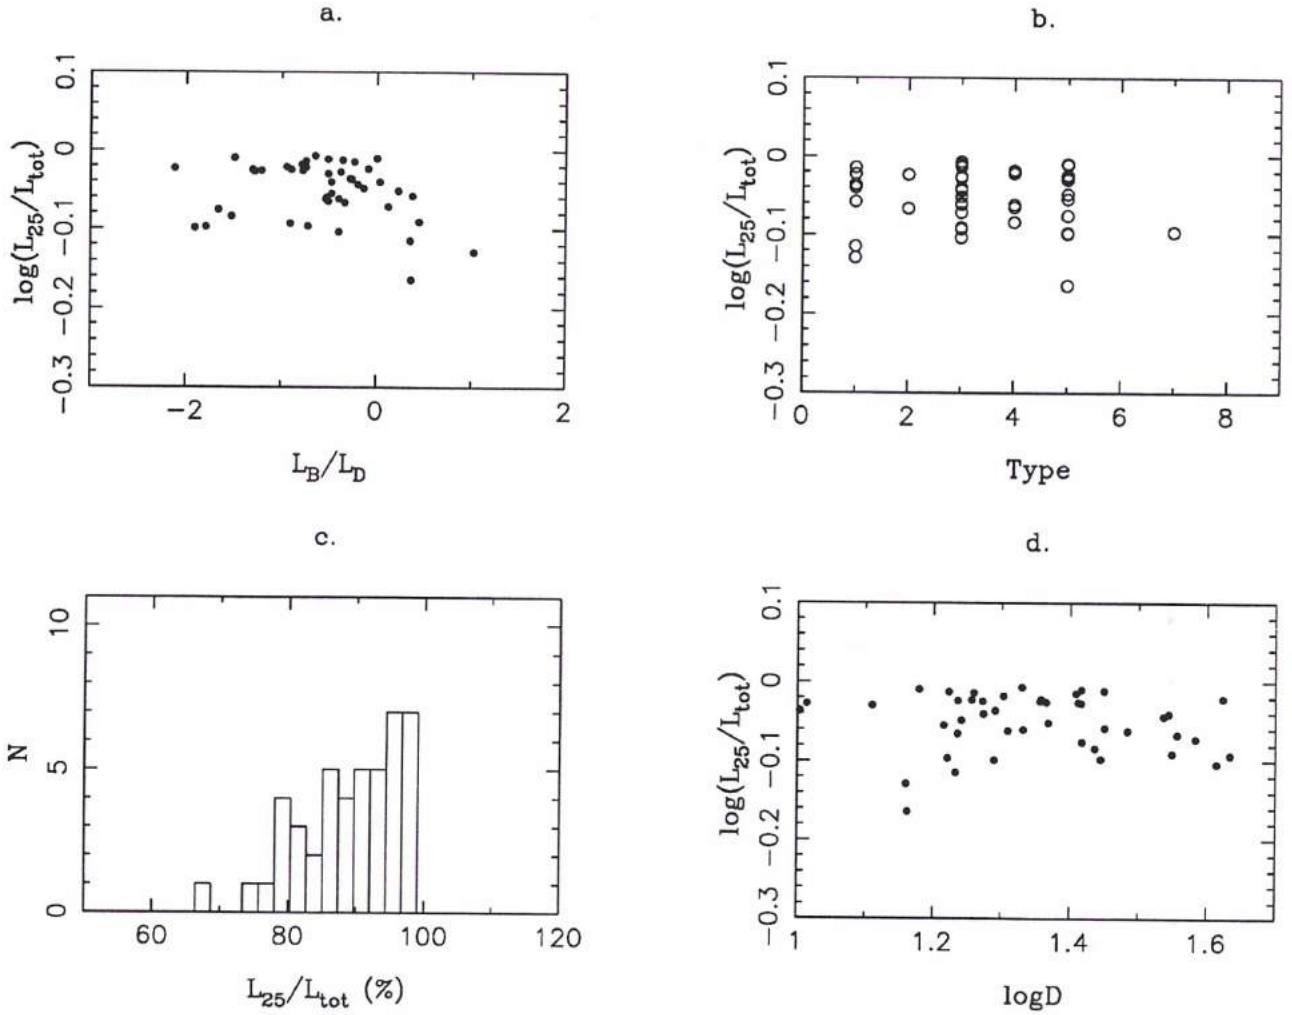 a.
log(L25/Ltot)
0.1
0
−0.1
−0.2
−0.3
−2
0
2
LB/LD
b.
log(L25/Ltot)
0.1
0
−0.1
−0.2
−0.3
0
2
4
6
8
Type
c.
N
10
5
0
60
80
100
120
L25/Ltot (%)
d.
log(L25/Ltot)
0.1
0
−0.1
−0.2
−0.3
1
1.2
1.4
1.6
logD